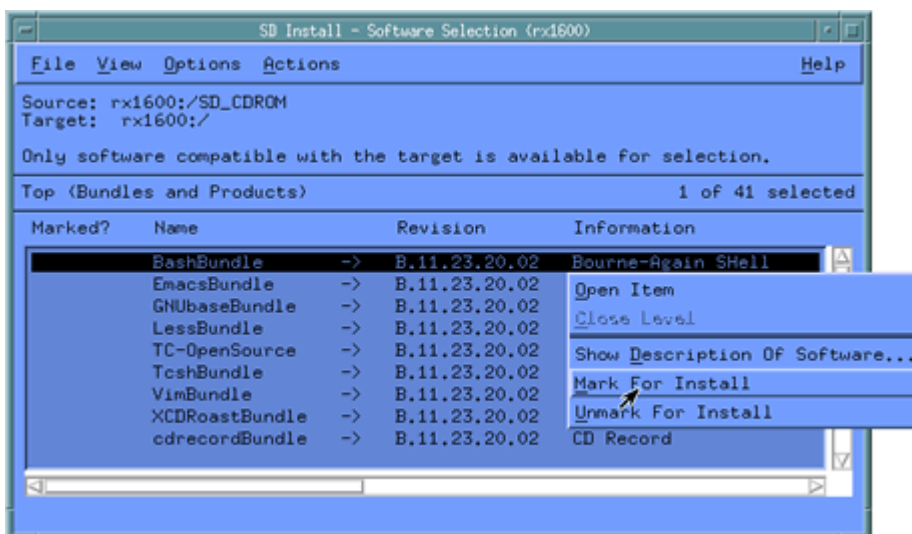 SD Install - Software Selection (rx1600)
File View Options Actions Help
Source: rx1600:/SD_CDROM
Target: rx1600:/
Only software compatible with the target is available for selection.
Top (Bundles and Products) 1 of 41 selected
Marked? Name Revision Information
BashBundle -> B.11.23.20.02 Bourne-Again SHell
EmacsBundle -> B.11.23.20.02
GNUbaseBundle -> B.11.23.20.02
LessBundle -> B.11.23.20.02
TC-OpenSource -> B.11.23.20.02
TcshBundle -> B.11.23.20.02
VimBundle -> B.11.23.20.02
XCDRoastBundle -> B.11.23.20.02
cdrecordBundle -> B.11.23.20.02 CD Record
Open Item
Close Level
Show Description Of Software...
Mark For Install
Unmark For Install